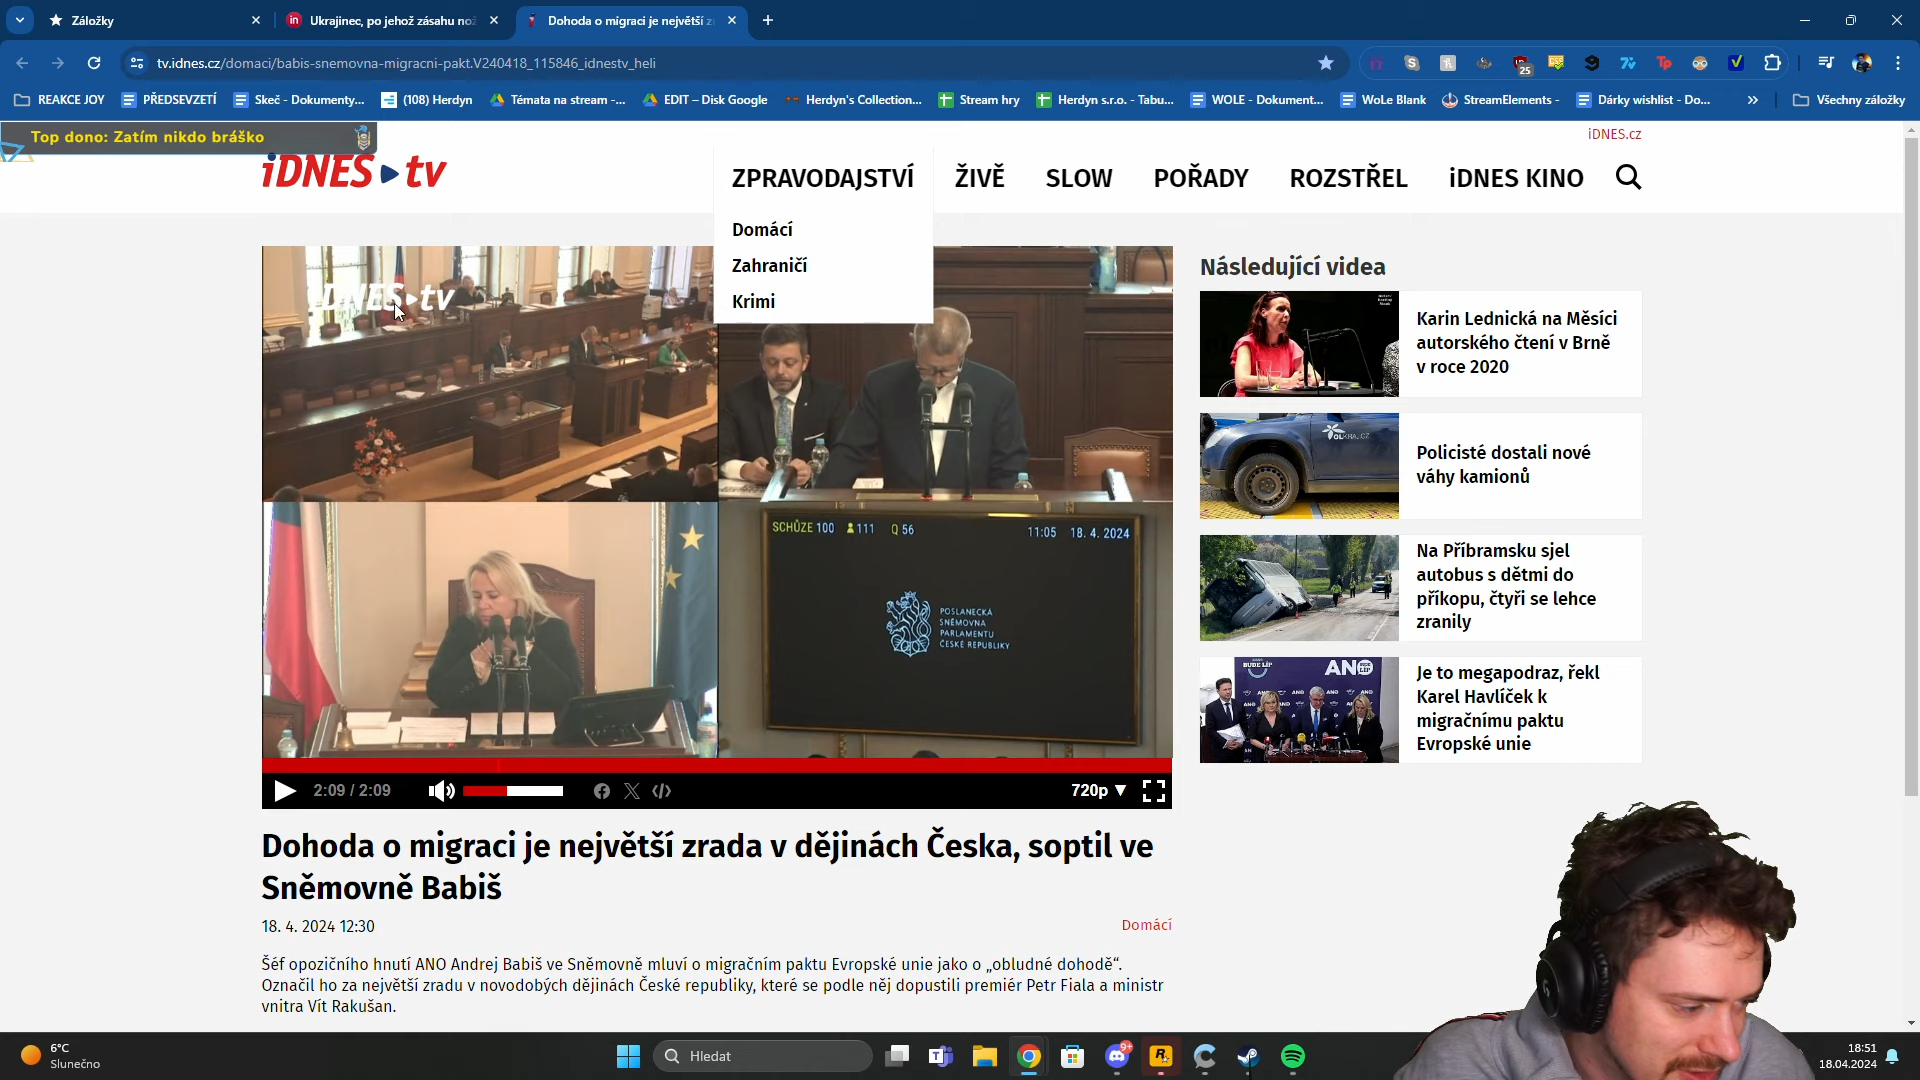 Záložky
Ukrajinec, po jehož zásahu nož
Dohoda o migraci je největší z
tv.idnes.cz/domaci/babis-snemovna-migracni-pakt.V240418_115846_idnestv_heli
25
REAKCE JOY
PŘEDSEVZETÍ
Skeč - Dokumenty...
(108) Herdyn
Témata na stream -...
EDIT – Disk Google
Herdyn's Collection...
Stream hry
Herdyn s.r.o. - Tabu...
WOLE - Dokument...
WoLe Blank
StreamElements -
Dárky wishlist - Do...
»
Všechny záložky
Top dono: Zatím nikdo bráško
iDNES.cz
iDNES tv
ZPRAVODAJSTVÍ
ŽIVĚ
SLOW
POŘADY
ROZSTŘEL
iDNES KINO
Domácí
Zahraničí
Krimi
iDNES tv
SCHŮZE 100
111
Q 56
11:05
18. 4. 2024
POSLANECKÁ
SNĚMOVNA
PARLAMENTU
ČESKÉ REPUBLIKY
2:09 / 2:09
720p
Následující videa
Karin Lednická na Měsíci
autorského čtení v Brně
v roce 2020
Policisté dostali nové
váhy kamionů
Na Příbramsku sjel
autobus s dětmi do
příkopu, čtyři se lehce
zranily
BUDE LÍP
ANO
Je to megapodraz, řekl
Karel Havlíček k
migračnímu paktu
Evropské unie
Dohoda o migraci je největší zrada v dějinách Česka, soptil ve
Sněmovně Babiš
18. 4. 2024 12:30
Domácí
Šéf opozičního hnutí ANO Andrej Babiš ve Sněmovně mluví o migračním paktu Evropské unie jako o „obludné dohodě“.
Označil ho za největší zradu v novodobých dějinách České republiky, které se podle něj dopustili premiér Petr Fiala a ministr
vnitra Vít Rakušan.
6°C
Slunečno
Hledat
9+
18:51
18.04.2024